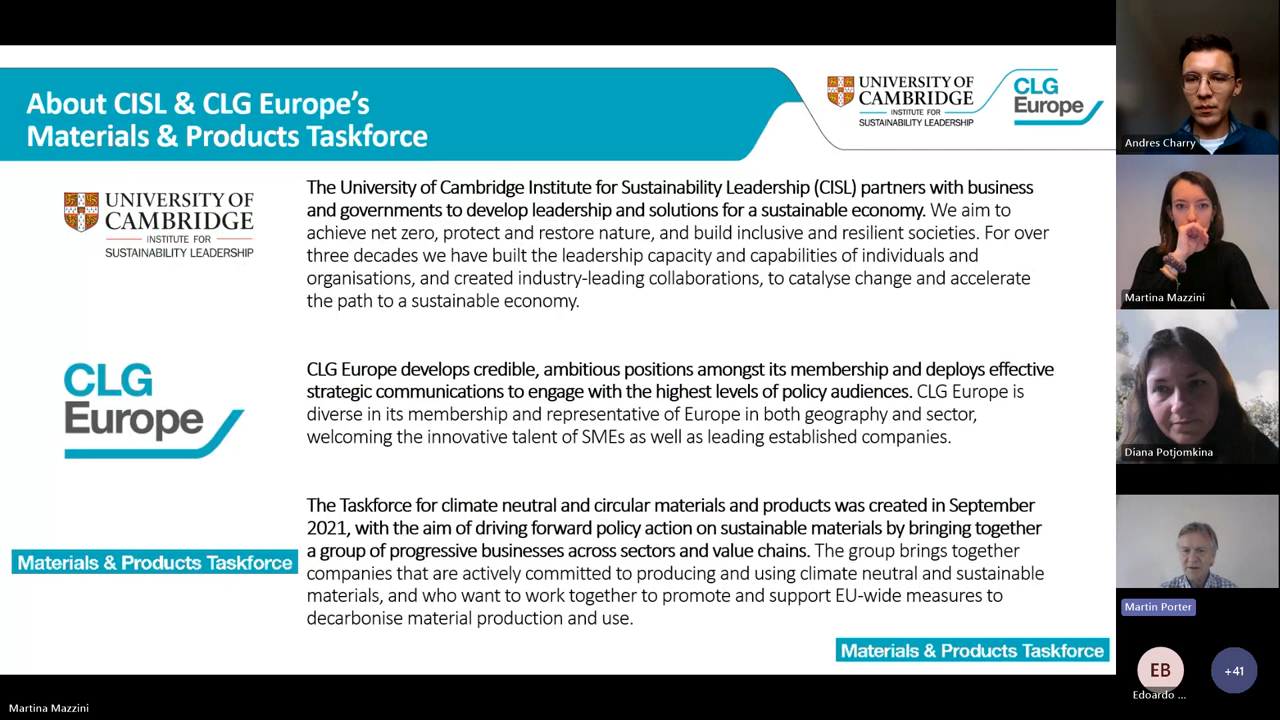 About CISL & CLG Europe's
Materials & Products Taskforce
UNIVERSITY OF
CAMBRIDGE
INSTITUTE FOR
SUSTAINABILITY LEADERSHIP
CLG
Europe
UNIVERSITY OF
CAMBRIDGE
INSTITUTE FOR
SUSTAINABILITY LEADERSHIP
The University of Cambridge Institute for Sustainability Leadership (CISL) partners with business
and governments to develop leadership and solutions for a sustainable economy. We aim to
achieve net zero, protect and restore nature, and build inclusive and resilient societies. For over
three decades we have built the leadership capacity and capabilities of individuals and
organisations, and created industry-leading collaborations, to catalyse change and accelerate
the path to a sustainable economy.
CLG
Europe
CLG Europe develops credible, ambitious positions amongst its membership and deploys effective
strategic communications to engage with the highest levels of policy audiences. CLG Europe is
diverse in its membership and representative of Europe in both geography and sector,
welcoming the innovative talent of SMEs as well as leading established companies.
Materials & Products Taskforce
The Taskforce for climate neutral and circular materials and products was created in September
2021, with the aim of driving forward policy action on sustainable materials by bringing together
a group of progressive businesses across sectors and value chains. The group brings together
companies that are actively committed to producing and using climate neutral and sustainable
materials, and who want to work together to promote and support EU-wide measures to
decarbonise material production and use.
Materials & Products Taskforce
Andres Charry
Martina Mazzini
Diana Potjomkina
Martin Porter
EB
Edoardo ...
+41
Martina Mazzini